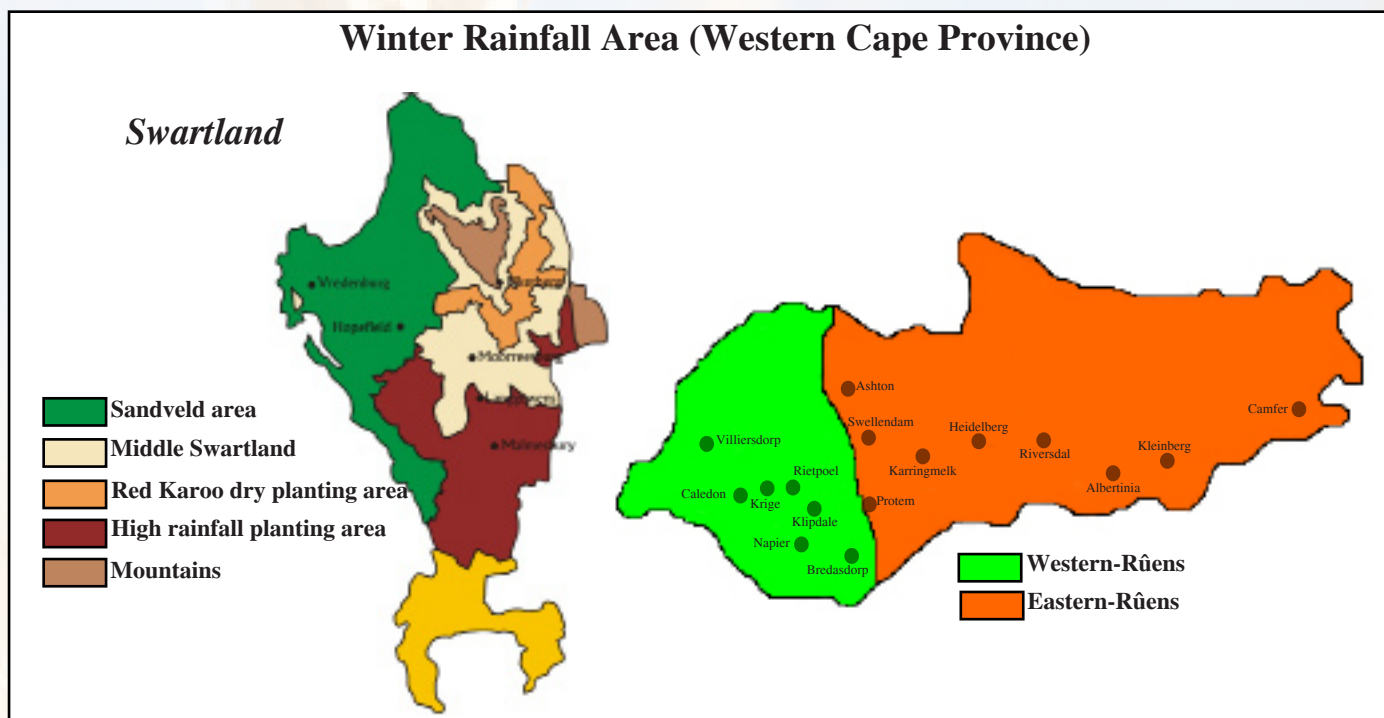 Winter Rainfall Area (Western Cape Province)
Swartland
Vredenburg
Hopefield
Moorreesburg
Malmesbury
Sandveld area
Middle Swartland
Red Karoo dry planting area
High rainfall planting area
Mountains
Ashton
Swellendam
Heidelberg
Camfer
Villiersdorp
Karringmelk
Riversdal
Kleinberg
Albertinia
Rietpoel
Caledon
Krige
Protem
Klipdale
Napier
Bredasdorp
Western-Rûens
Eastern-Rûens